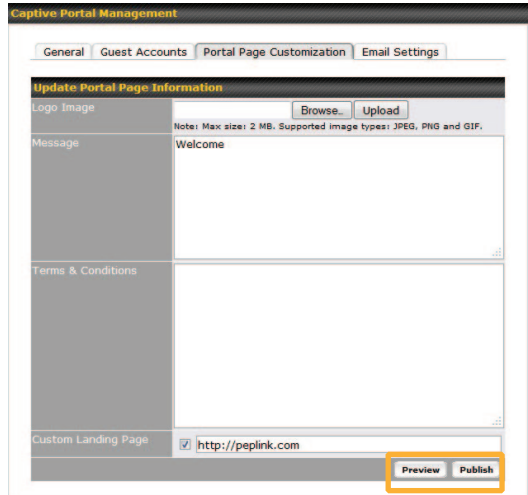 Captive Portal Management
General Guest Accounts Portal Page Customization Email Settings
Update Portal Page Information
Logo Image
Browse.. Upload
Note: Max size: 2 MB. Supported image types: JPEG, PNG and GIF.
Message
Welcome
Terms & Conditions
Custom Landing Page
http://peplink.com
Preview Publish